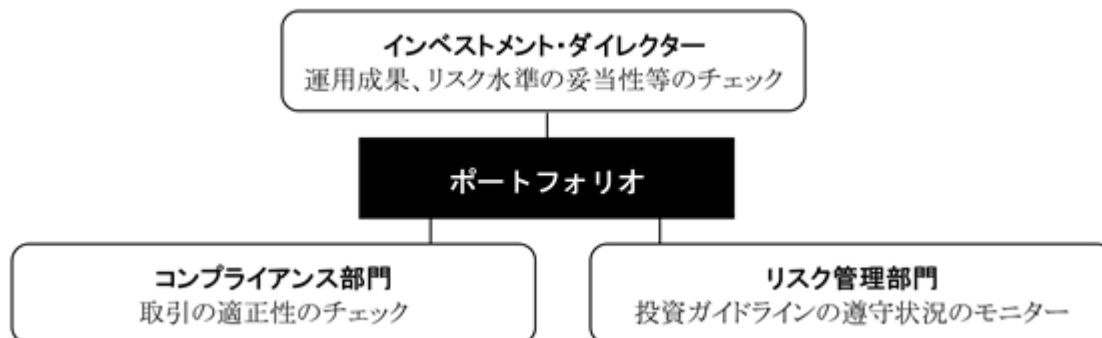 インベストメント・ダイレクター
運用成果、リスク水準の妥当性等のチェック
ポートフォリオ
コンプライアンス部門
取引の適正性のチェック
リスク管理部門
投資ガイドラインの遵守状況のモニター